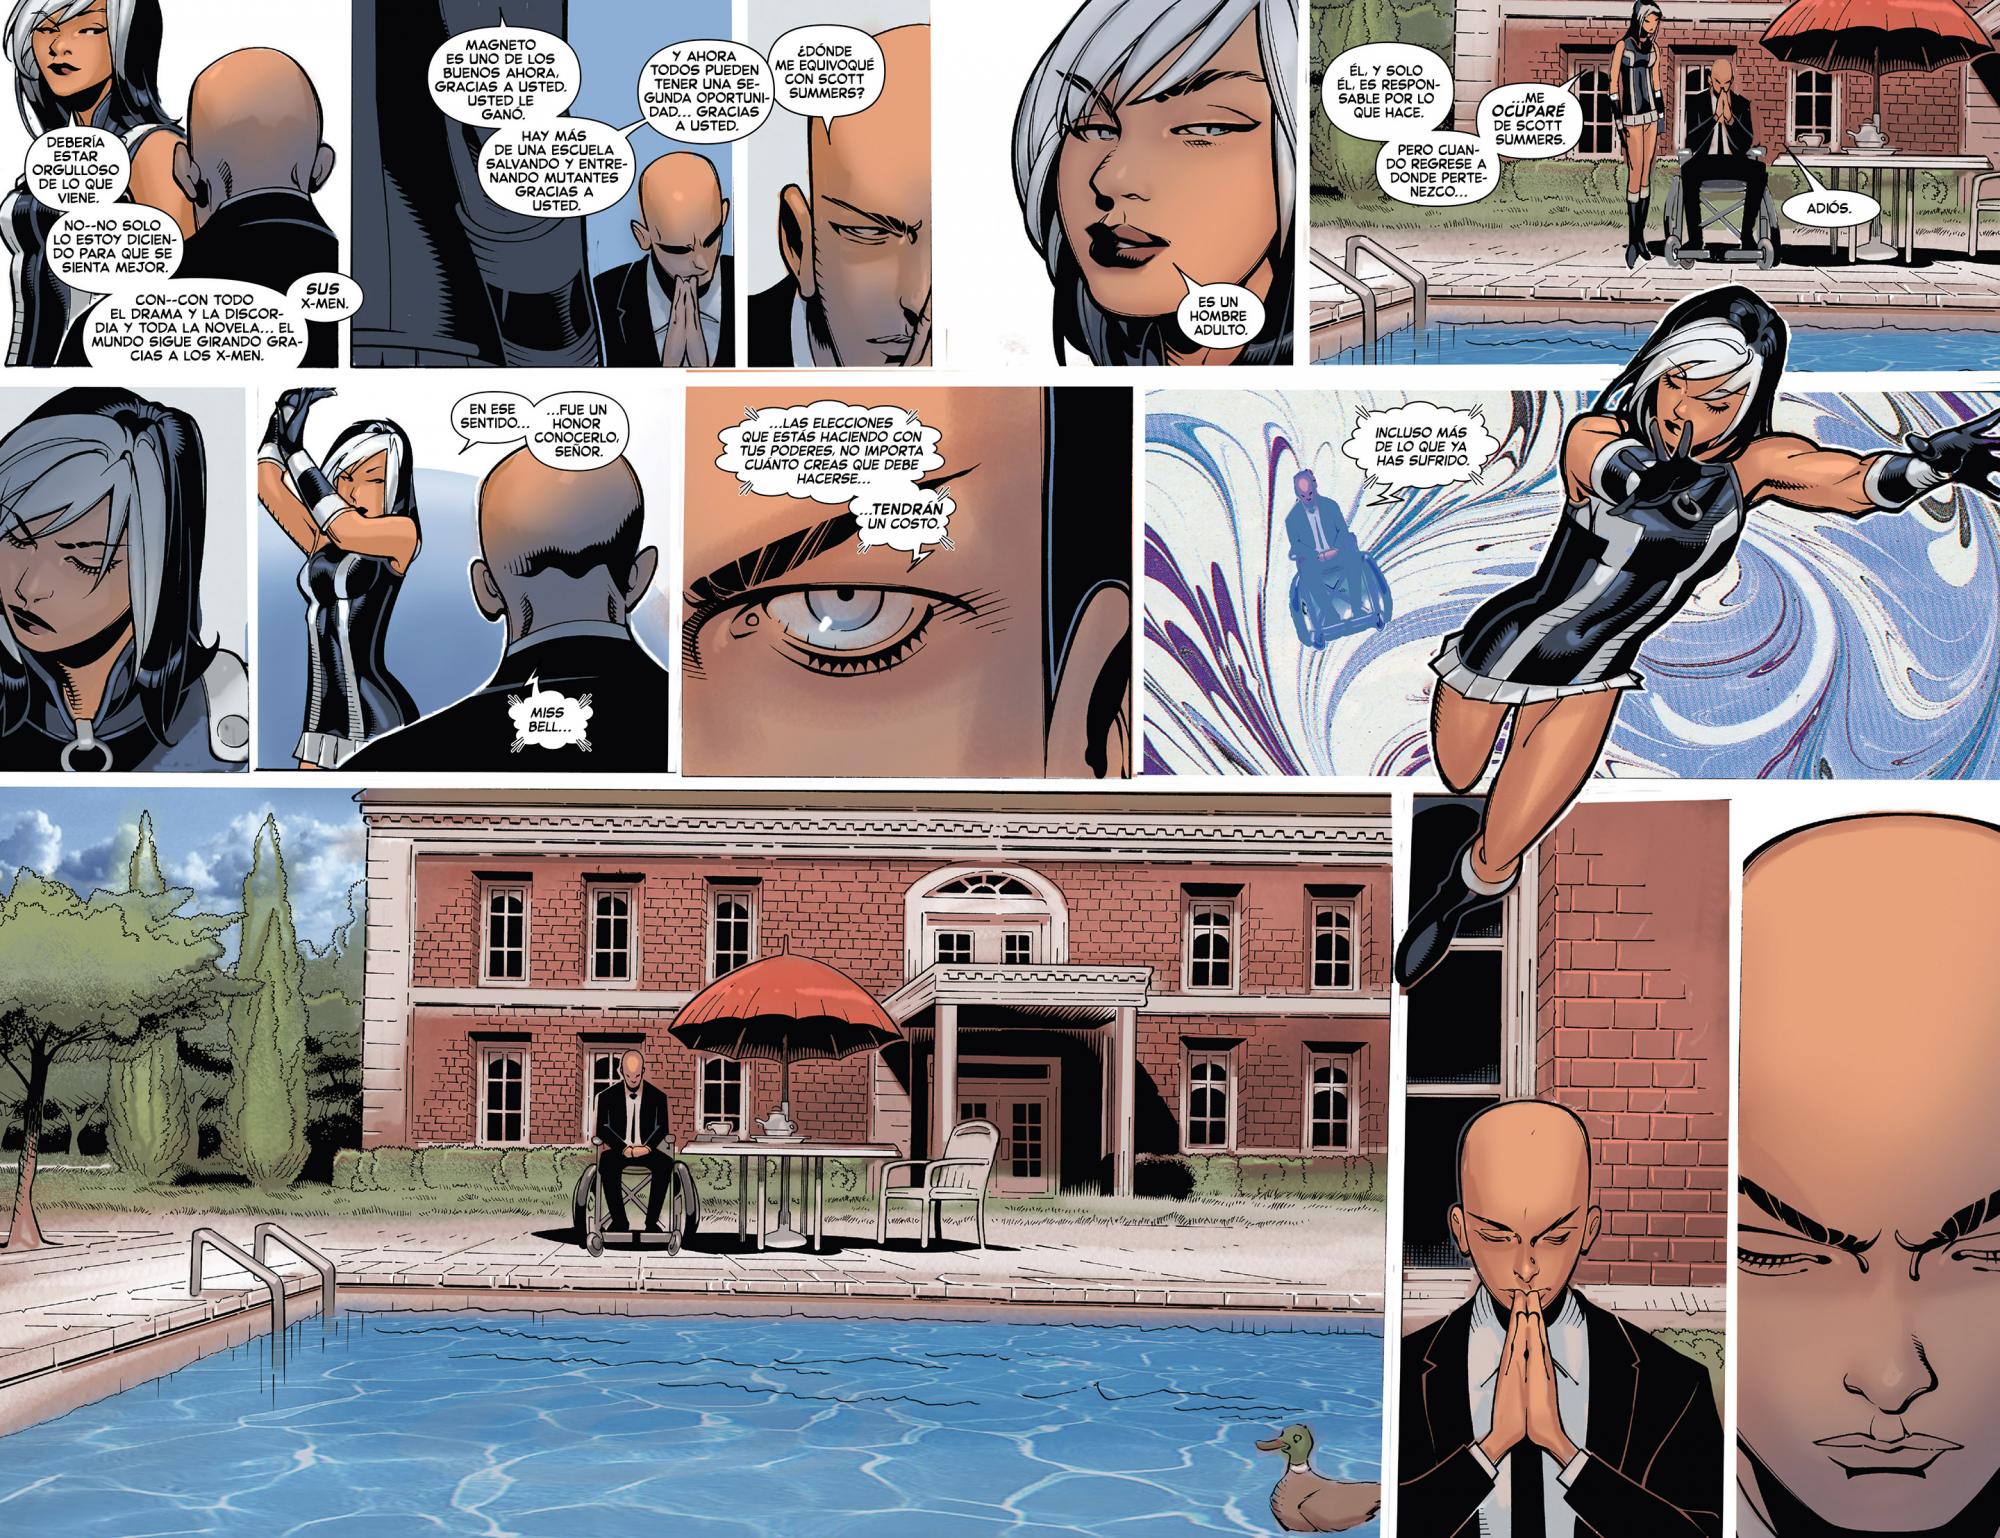 DEBERÍA
ESTAR
ORGULLOSO
DE LO QUE
VIENE.
NO--NO SOLO
LO ESTOY DICIEN-
DO PARA QUE SE
SIENTA MEJOR.
CON--CON TODO
EL DRAMA Y LA DISCOR-
DIA Y TODA LA NOVELA... EL
MUNDO SIGUE GIRANDO GRA-
CIAS A LOS X-MEN.
SUS
X-MEN.
MAGNETO
ES UNO DE LOS
BUENOS AHORA,
GRACIAS A USTED.
USTED LE
GANÓ.
HAY MÁS
DE UNA ESCUELA
SALVANDO Y ENTRE-
NANDO MUTANTES
GRACIAS A
USTED.
Y AHORA
TODOS PUEDEN
TENER UNA SE-
GUNDA OPORTUNI-
DAD... GRACIAS
A USTED.
¿DÓNDE
ME EQUIVOQUÉ
CON SCOTT
SUMMERS?
ES UN
HOMBRE
ADULTO.
ÉL, Y SOLO
ÉL, ES RESPON-
SABLE POR LO
QUE HACE.
PERO CUAN-
DO REGRESE A
DONDE PERTE-
NEZCO...
...ME
OCUPARÉ
DE SCOTT
SUMMERS.
ADIÓS.
EN ESE
SENTIDO...
...FUE UN
HONOR
CONOCERLO,
SEÑOR.
MISS
BELL...
...LAS ELECCIONES
QUE ESTÁS HACIENDO CON
TUS PODERES, NO IMPORTA
CUÁNTO CREAS QUE DEBE
HACERSE...
...TENDRÁN
UN COSTO.
INCLUSO MÁS
DE LO QUE YA
HAS SUFRIDO.